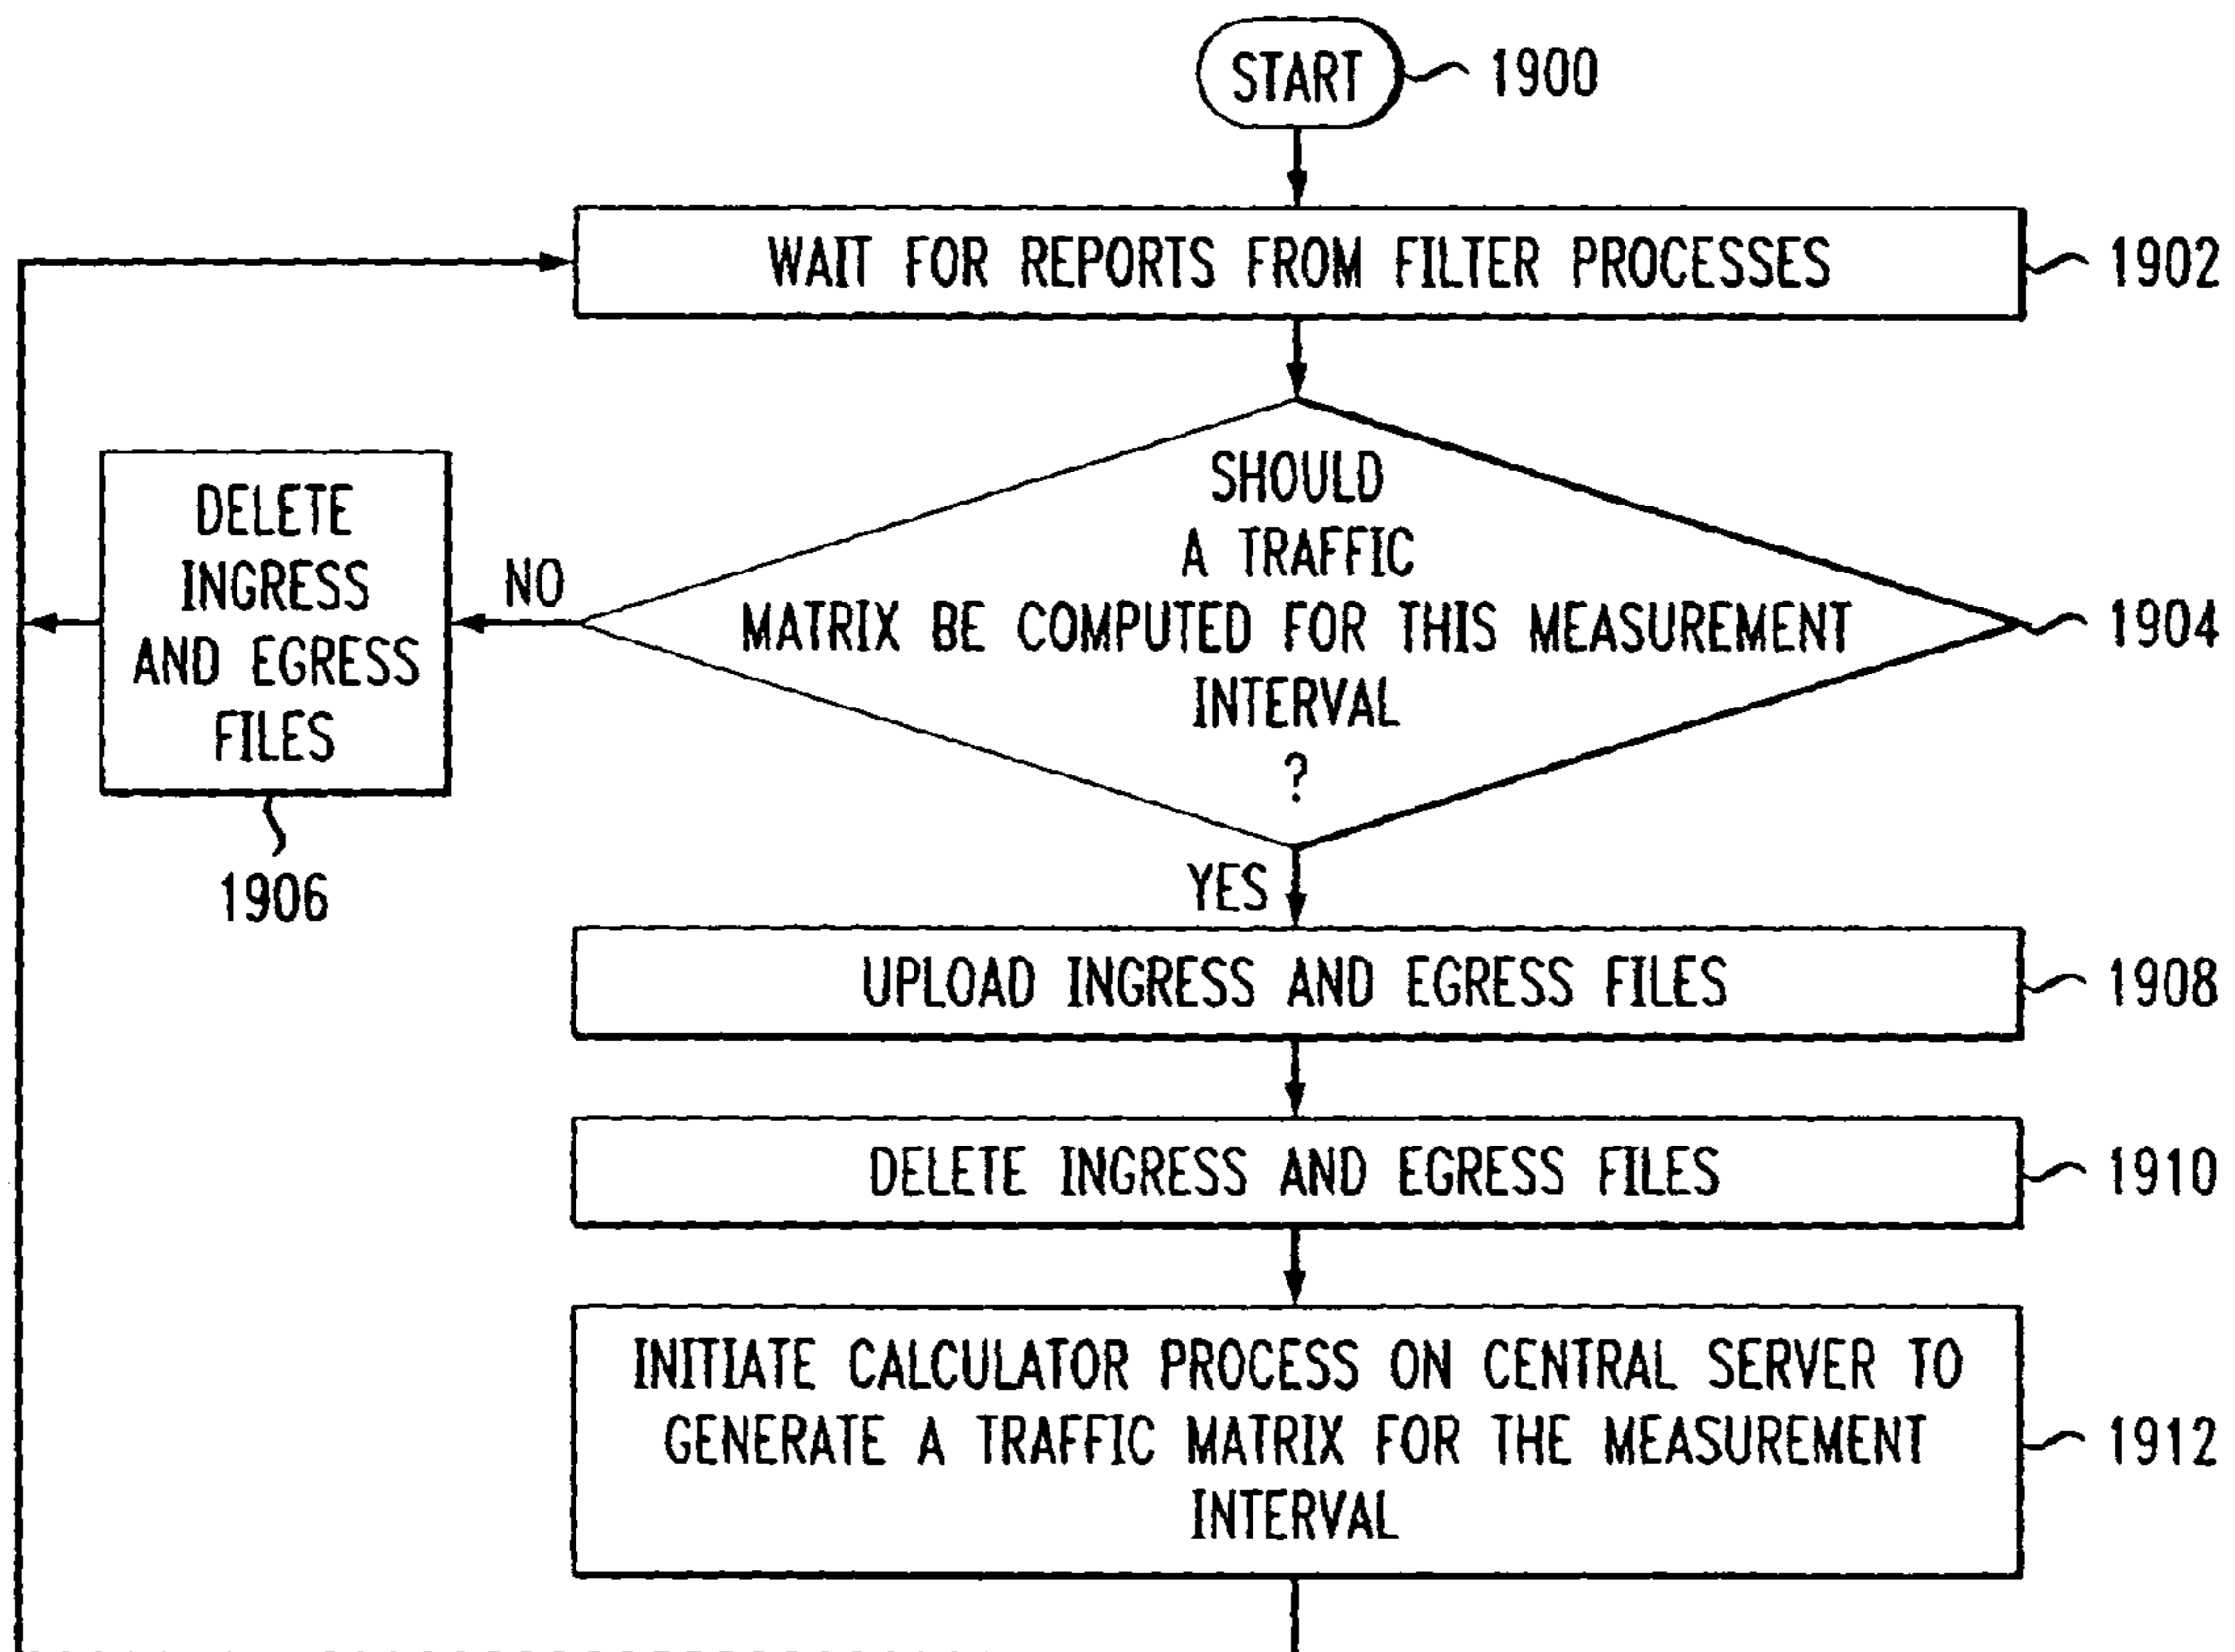 START
1900
WAIT FOR REPORTS FROM FILTER PROCESSES
1902
SHOULD
A TRAFFIC
MATRIX BE COMPUTED FOR THIS MEASUREMENT
INTERVAL
?
1904
NO
DELETE
INGRESS
AND EGRESS
FILES
1906
YES
UPLOAD INGRESS AND EGRESS FILES
1908
DELETE INGRESS AND EGRESS FILES
1910
INITIATE CALCULATOR PROCESS ON CENTRAL SERVER TO
GENERATE A TRAFFIC MATRIX FOR THE MEASUREMENT
INTERVAL
1912